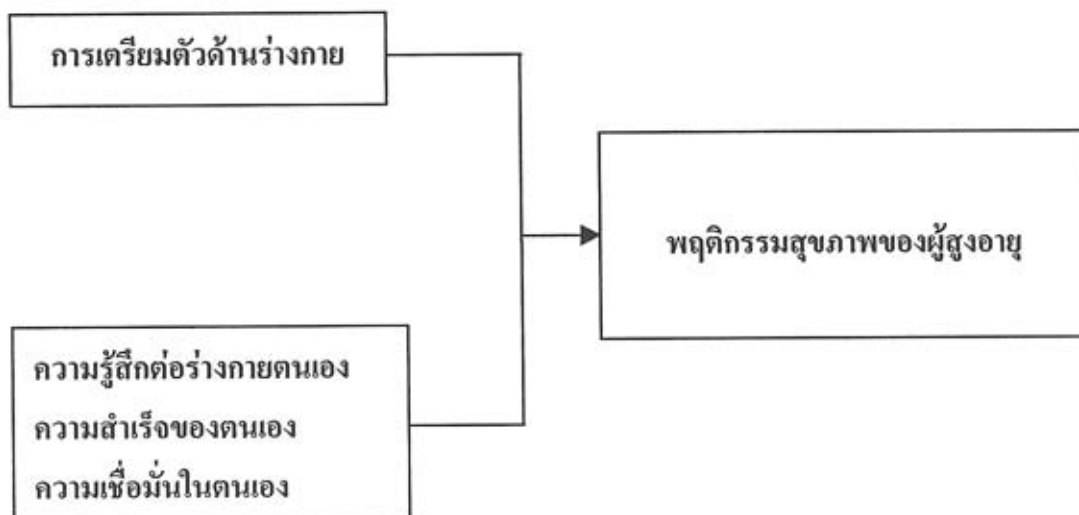 การเตรียมตัวด้านร่างกาย
พฤติกรรมสุขภาพของผู้สูงอายุ
ความรู้สึกต่อร่างกายตนเอง
ความสำเร็จของตนเอง
ความเชื่อมั่นในตนเอง